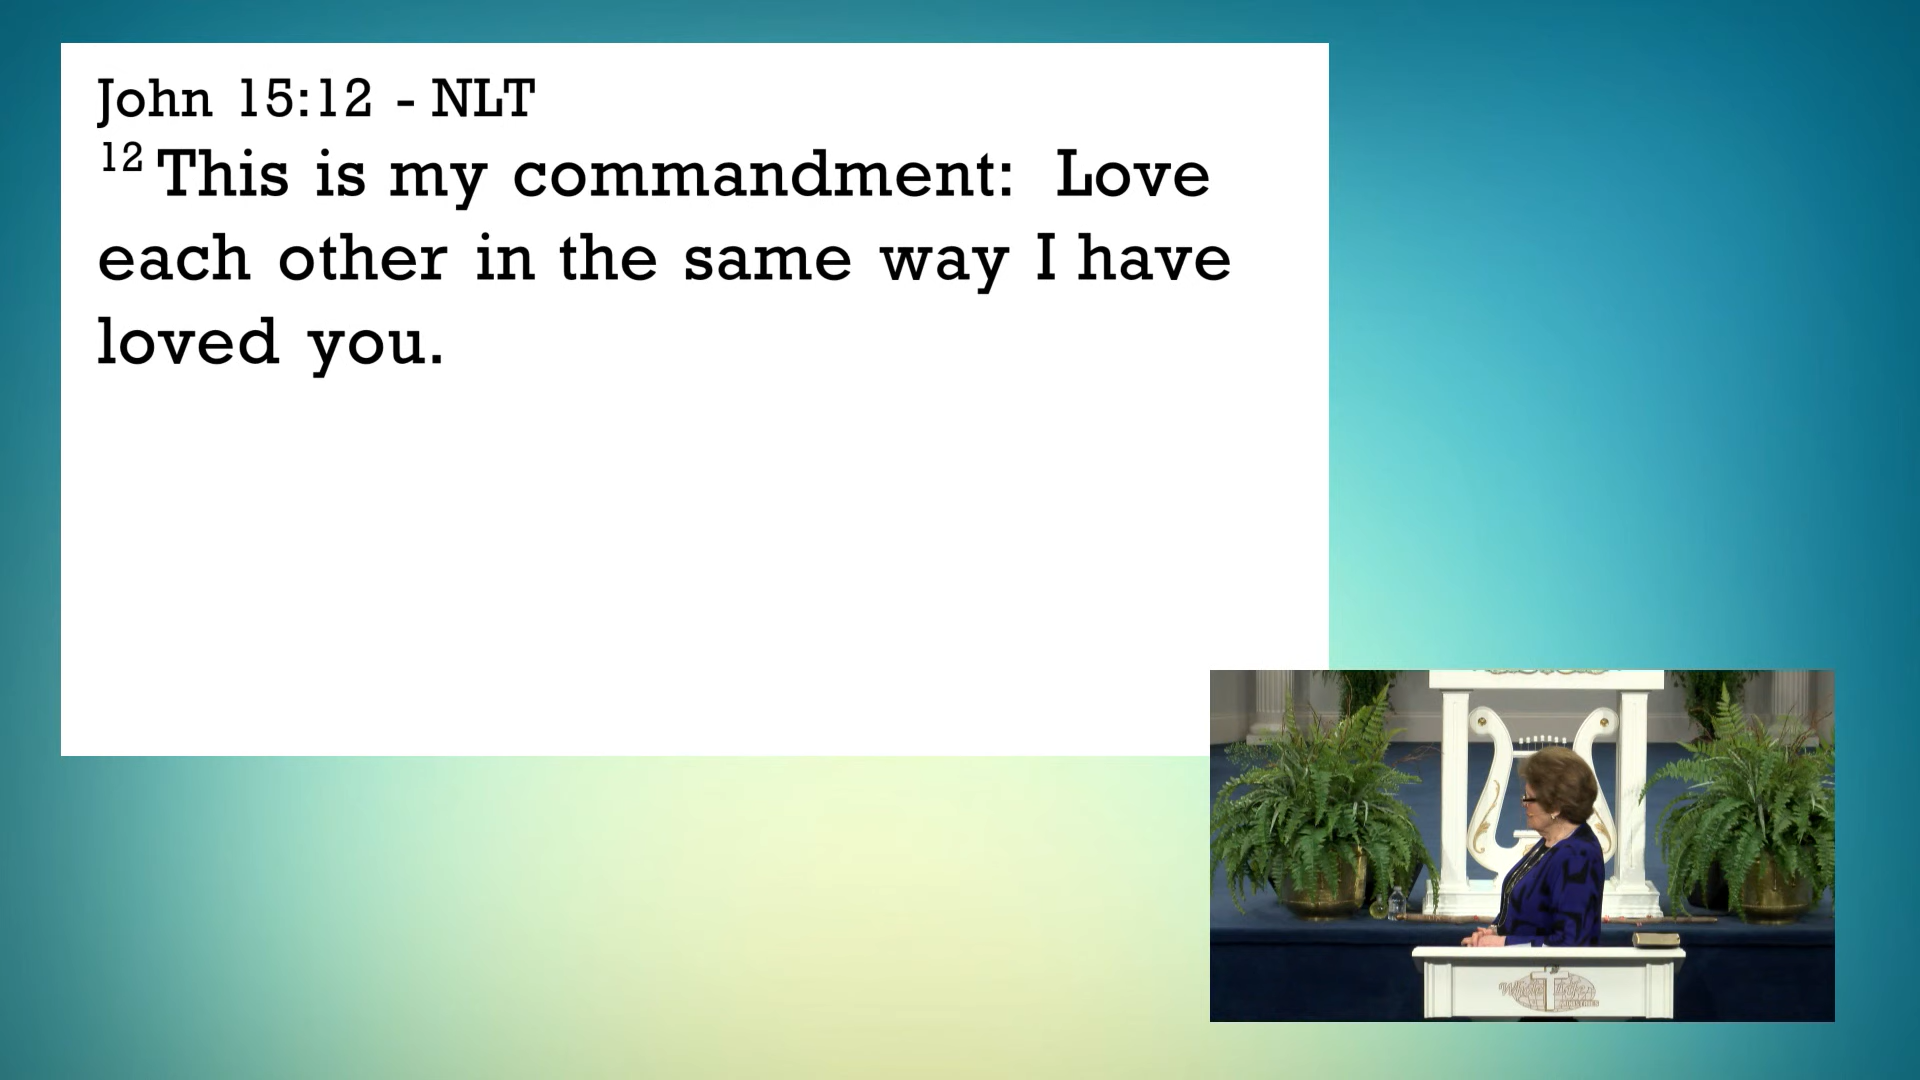 John 15:12 - NLT
12 This is my commandment:  Love
each other in the same way I have
loved you.